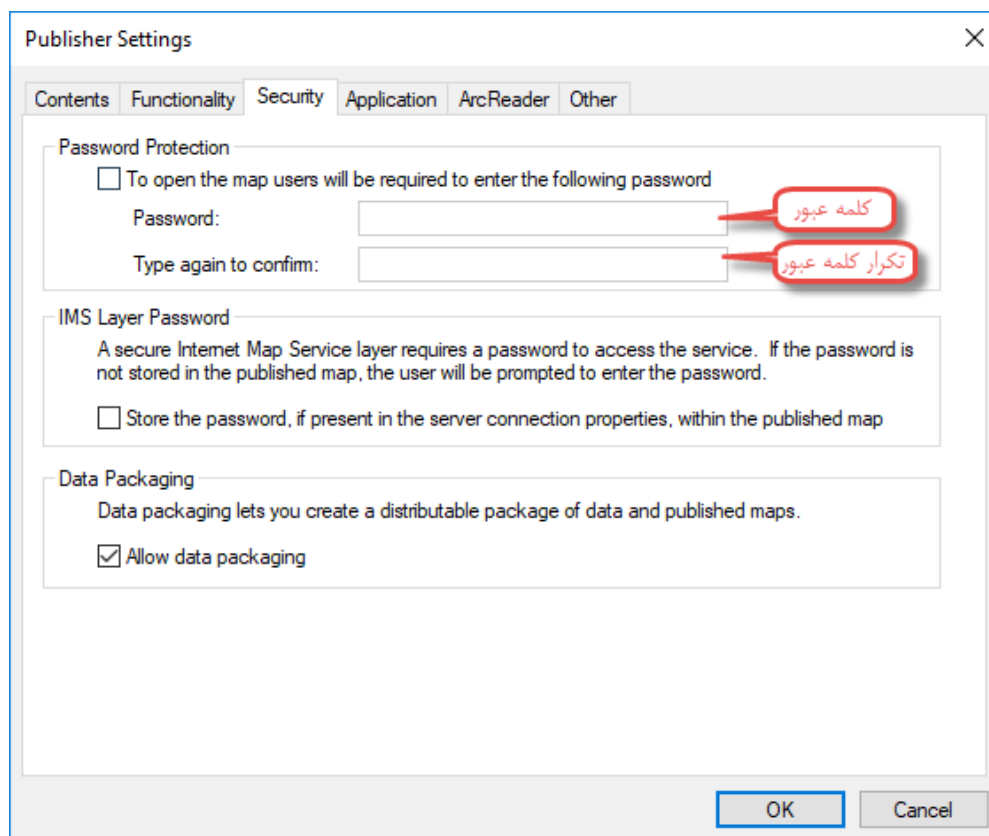 Publisher Settings
Contents Functionality Security Application ArcReader Other
Password Protection
To open the map users will be required to enter the following password
Password:
کلمه عبور
Type again to confirm:
تکرار کلمه عبور
IMS Layer Password
A secure Internet Map Service layer requires a password to access the service. If the password is
not stored in the published map, the user will be prompted to enter the password.
Store the password, if present in the server connection properties, within the published map
Data Packaging
Data packaging lets you create a distributable package of data and published maps.
Allow data packaging
OK Cancel